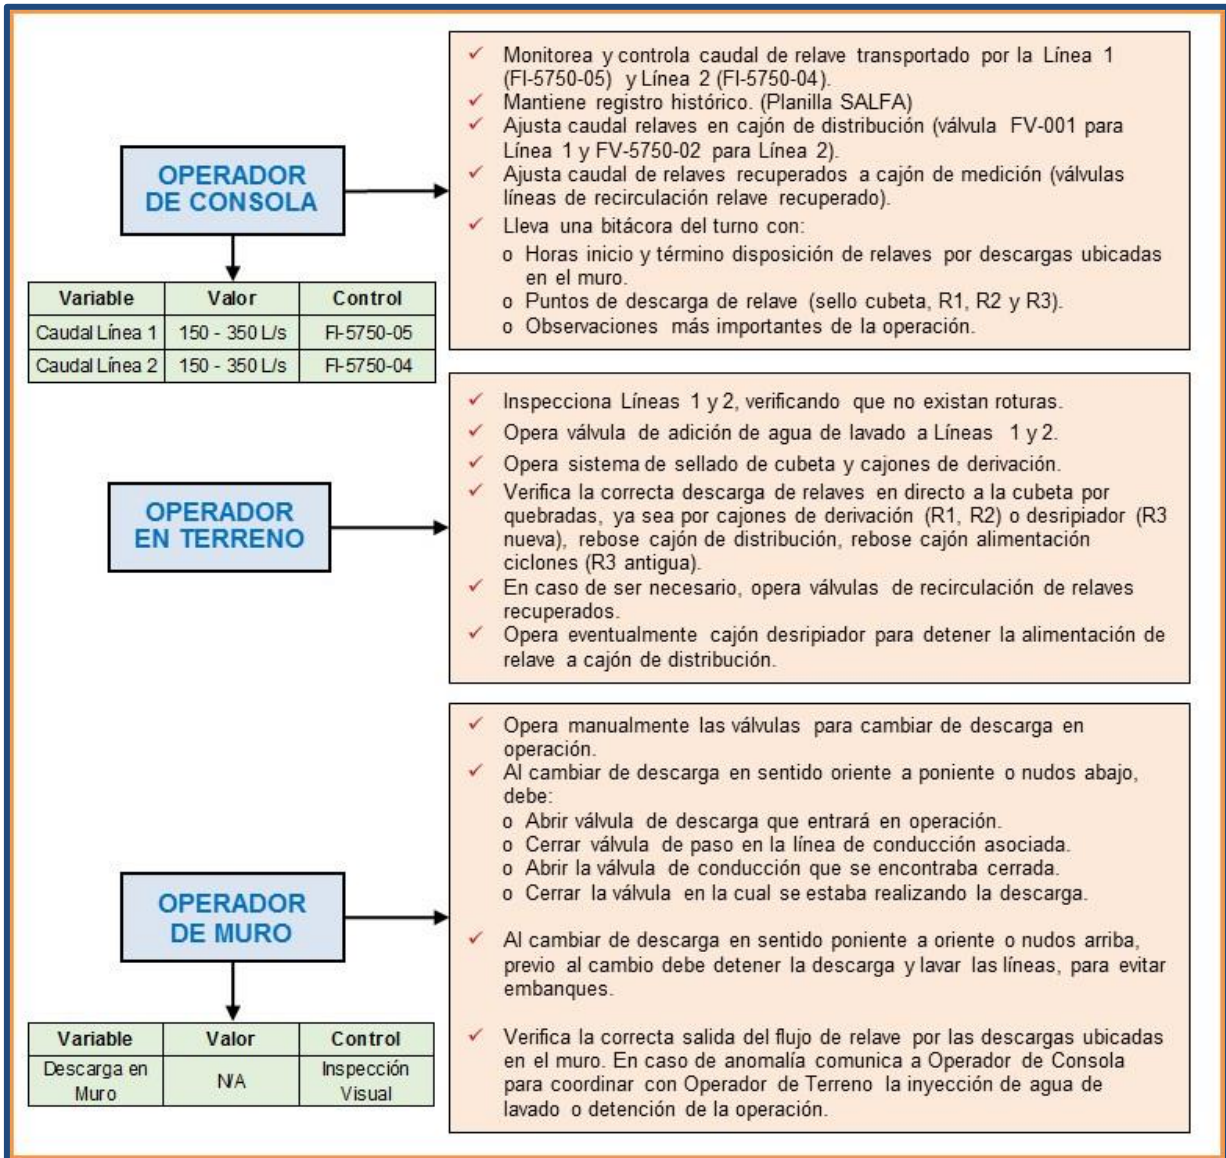 OPERADOR
DE CONSOLA
✓ Monitorea y controla caudal de relave transportado por la Línea 1
(FI-5750-05) y Línea 2 (FI-5750-04).
✓ Mantiene registro histórico. (Planilla SALFA)
✓ Ajusta caudal relaves en cajón de distribución (válvula FV-001 para
Línea 1 y FV-5750-02 para Línea 2).
✓ Ajusta caudal de relaves recuperados a cajón de medición (válvulas
líneas de recirculación relave recuperado).
✓ Lleva una bitácora del turno con:
o Horas inicio y término disposición de relaves por descargas ubicadas
en el muro.
o Puntos de descarga de relave (sello cubeta, R1, R2 y R3).
o Observaciones más importantes de la operación.
Variable Valor Control
Caudal Línea 1 150 - 350 L/s FI-5750-05
Caudal Línea 2 150 - 350 L/s FI-5750-04
OPERADOR
EN TERRENO
✓ Inspecciona Líneas 1 y 2, verificando que no existan roturas.
✓ Opera válvula de adición de agua de lavado a Líneas 1 y 2.
✓ Opera sistema de sellado de cubeta y cajones de derivación.
✓ Verifica la correcta descarga de relaves en directo a la cubeta por
quebradas, ya sea por cajones de derivación (R1, R2) o desripiador (R3
nueva), rebose cajón de distribución, rebose cajón alimentación
ciclones (R3 antigua).
✓ En caso de ser necesario, opera válvulas de recirculación de relaves
recuperados.
✓ Opera eventualmente cajón desripiador para detener la alimentación de
relave a cajón de distribución.
OPERADOR
DE MURO
✓ Opera manualmente las válvulas para cambiar de descarga en
operación.
✓ Al cambiar de descarga en sentido oriente a poniente o nudos abajo,
debe:
o Abrir válvula de descarga que entrará en operación.
o Cerrar válvula de paso en la línea de conducción asociada.
o Abrir la válvula de conducción que se encontraba cerrada.
o Cerrar la válvula en la cual se estaba realizando la descarga.
✓ Al cambiar de descarga en sentido poniente a oriente o nudos arriba,
previo al cambio debe detener la descarga y lavar las líneas, para evitar
embanques.
✓ Verifica la correcta salida del flujo de relave por las descargas ubicadas
en el muro. En caso de anomalía comunica a Operador de Consola
para coordinar con Operador de Terreno la inyección de agua de
lavado o detención de la operación.
Variable Valor Control
Descarga en Muro N/A Inspección Visual